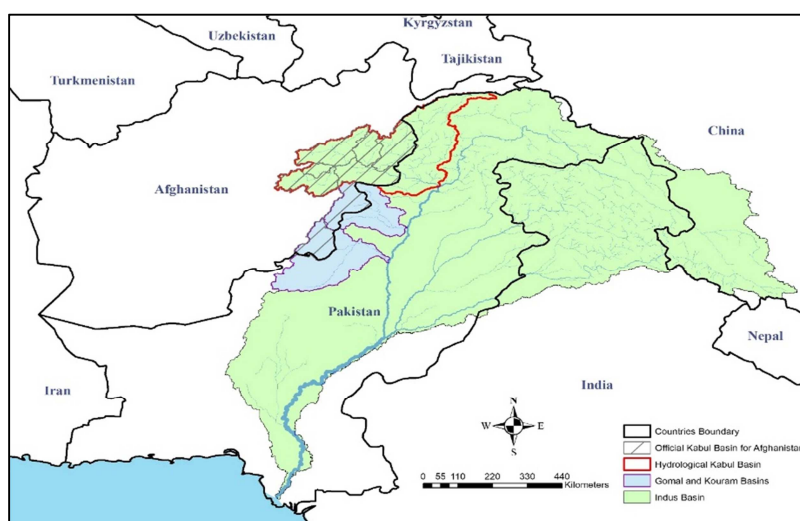 Kyrgyzstan
Uzbekistan
Tajikistan
Turkmenistan
China
Afghanistan
Pakistan
Nepal
Iran
India
N
W E
S
0 55 110 220 330 440
Kilometers
Countries Boundary
Official Kabul Basin for Afghanistan
Hydrological Kabul Basin
Gomal and Kouram Basins
Indus Basin